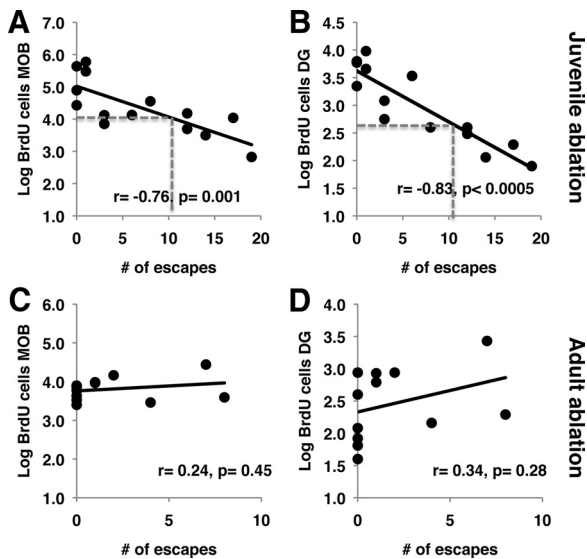 A
7.0
6.0
5.0
4.0
3.0
2.0
1.0
Log BrdU cells MOB
0 5 10 15 20
# of escapes
r= -0.76, p= 0.001
B
4.0
3.5
3.0
2.5
2.0
1.5
1.0
Log BrdU cells DG
0 5 10 15 20
# of escapes
r= -0.83, p< 0.0005
Juvenile ablation
C
7.0
6.0
5.0
4.0
3.0
2.0
1.0
Log BrdU cells MOB
0 5 10
# of escapes
r= 0.24, p= 0.45
D
4.0
3.5
3.0
2.5
2.0
1.5
1.0
Log BrdU cells DG
0 5 10
# of escapes
r= 0.34, p= 0.28
Adult ablation